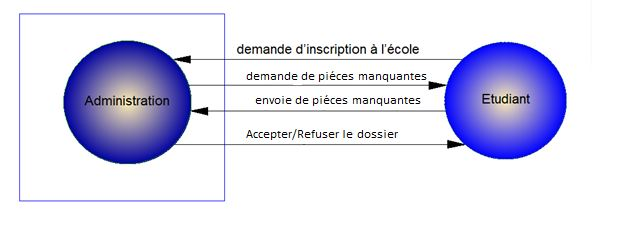 demande d'inscription à l'école
demande de piéces manquantes
Administration
envoie de piéces manquantes
Etudiant
Accepter/Refuser le dossier